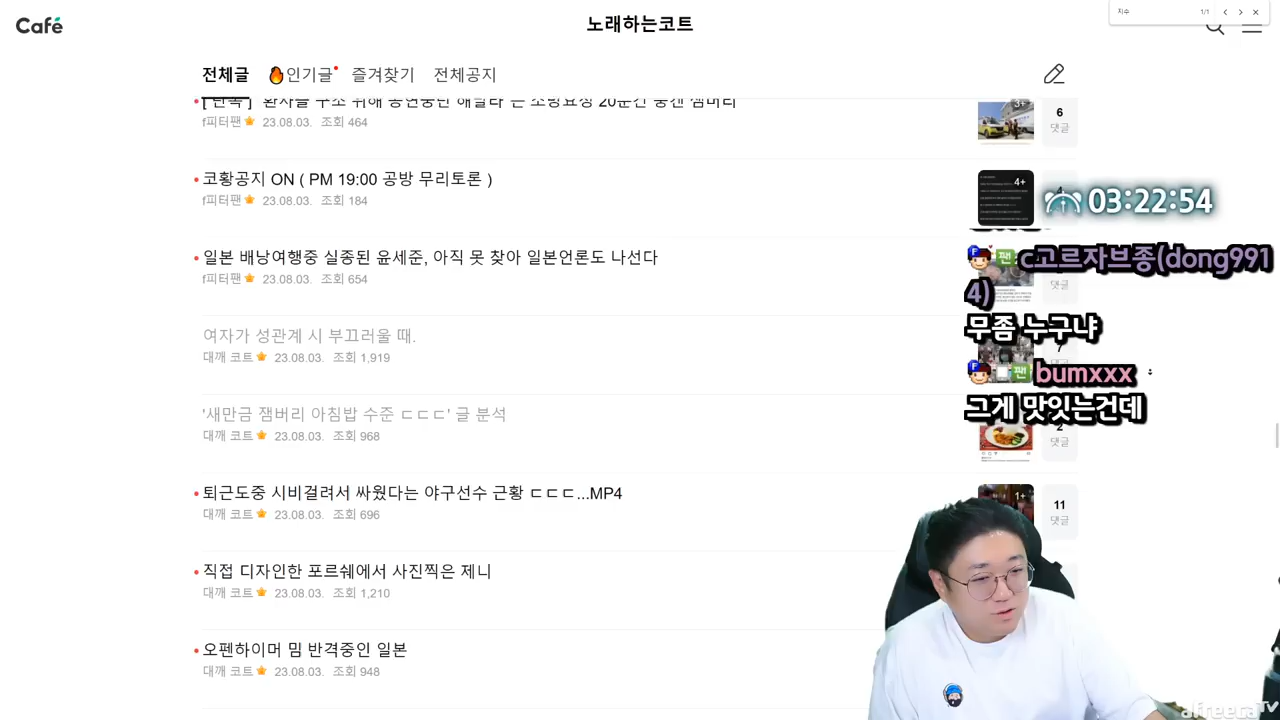 Café
노래하는코트
지수
1/1
전체글 인기글 즐겨찾기 전체공지
f피터팬 23.08.03. 조회 464
3+
6
댓글
코황공지 ON ( PM 19:00 공방 무리토론 )
f피터팬 23.08.03. 조회 184
4+
03:22:54
일본 배낭여행중 실종된 윤세준, 아직 못 찾아 일본언론도 나선다
f피터팬 23.08.03. 조회 654
댓글
짼 c고르자브종(dong991
4)
무좀 누구냐
여자가 성관계 시 부끄러울 때.
대깨 코트 23.08.03. 조회 1,919
7
짼 bumxxx :
그게 맛잇는건데
'새만금 잼버리 아침밥 수준 ㄷㄷㄷ' 글 분석
대깨 코트 23.08.03. 조회 968
2
댓글
퇴근도중 시비걸려서 싸웠다는 야구선수 근황 ㄷㄷㄷ...MP4
대깨 코트 23.08.03. 조회 696
1+
11
댓글
직접 디자인한 포르쉐에서 사진찍은 제니
대깨 코트 23.08.03. 조회 1,210
오펜하이머 밈 반격중인 일본
대깨 코트 23.08.03. 조회 948
afreecaTV